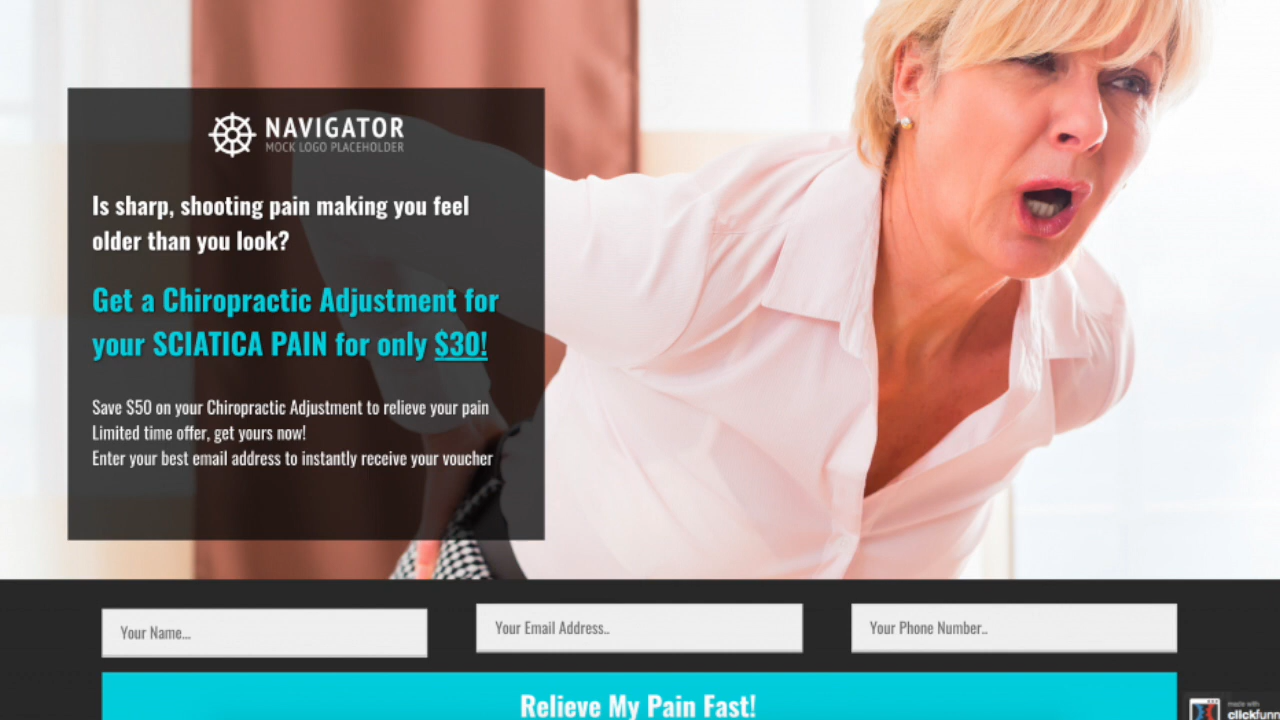 NAVIGATOR
MOCK LOGO PLACEHOLDER
Is sharp, shooting pain making you feel
older than you look?
Get a Chiropractic Adjustment for
your SCIATICA PAIN for only $30!
Save $50 on your Chiropractic Adjustment to relieve your pain
Limited time offer, get yours now!
Enter your best email address to instantly receive your voucher
Your Name...
Your Email Address..
Your Phone Number..
Relieve My Pain Fast!
made with
clickfunn